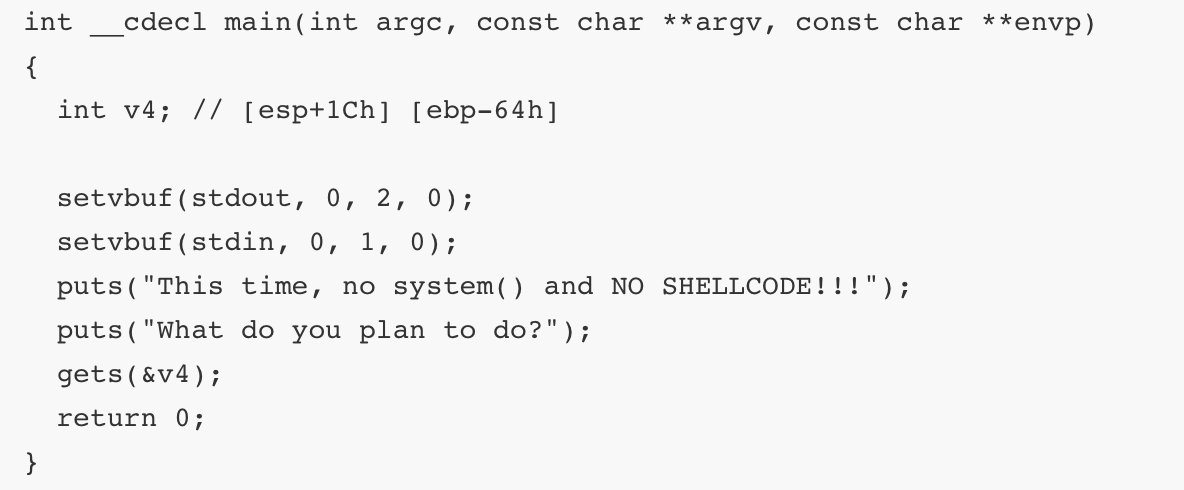 int __cdecl main(int argc, const char **argv, const char **envp)
{
  int v4; // [esp+1Ch] [ebp-64h]

  setvbuf(stdout, 0, 2, 0);
  setvbuf(stdin, 0, 1, 0);
  puts("This time, no system() and NO SHELLCODE!!!");
  puts("What do you plan to do?");
  gets(&v4);
  return 0;
}